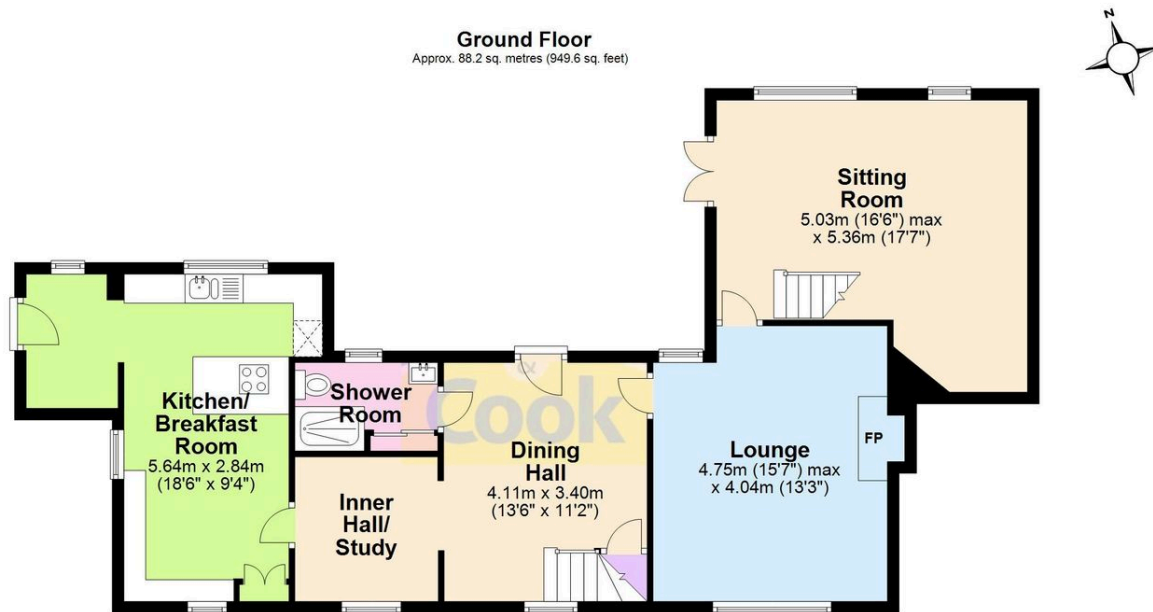 Ground Floor
Approx. 88.2 sq. metres (949.6 sq. feet)
N
Sitting
Room
5.03m (16'6") max
x 5.36m (17'7")
Kitchen/
Breakfast
Room
5.64m x 2.84m
(18'6" x 9'4")
Shower
Room
&
Cook
Inner
Hall/
Study
Dining
Hall
4.11m x 3.40m
(13'6" x 11'2")
Lounge
4.75m (15'7") max
x 4.04m (13'3")
FP